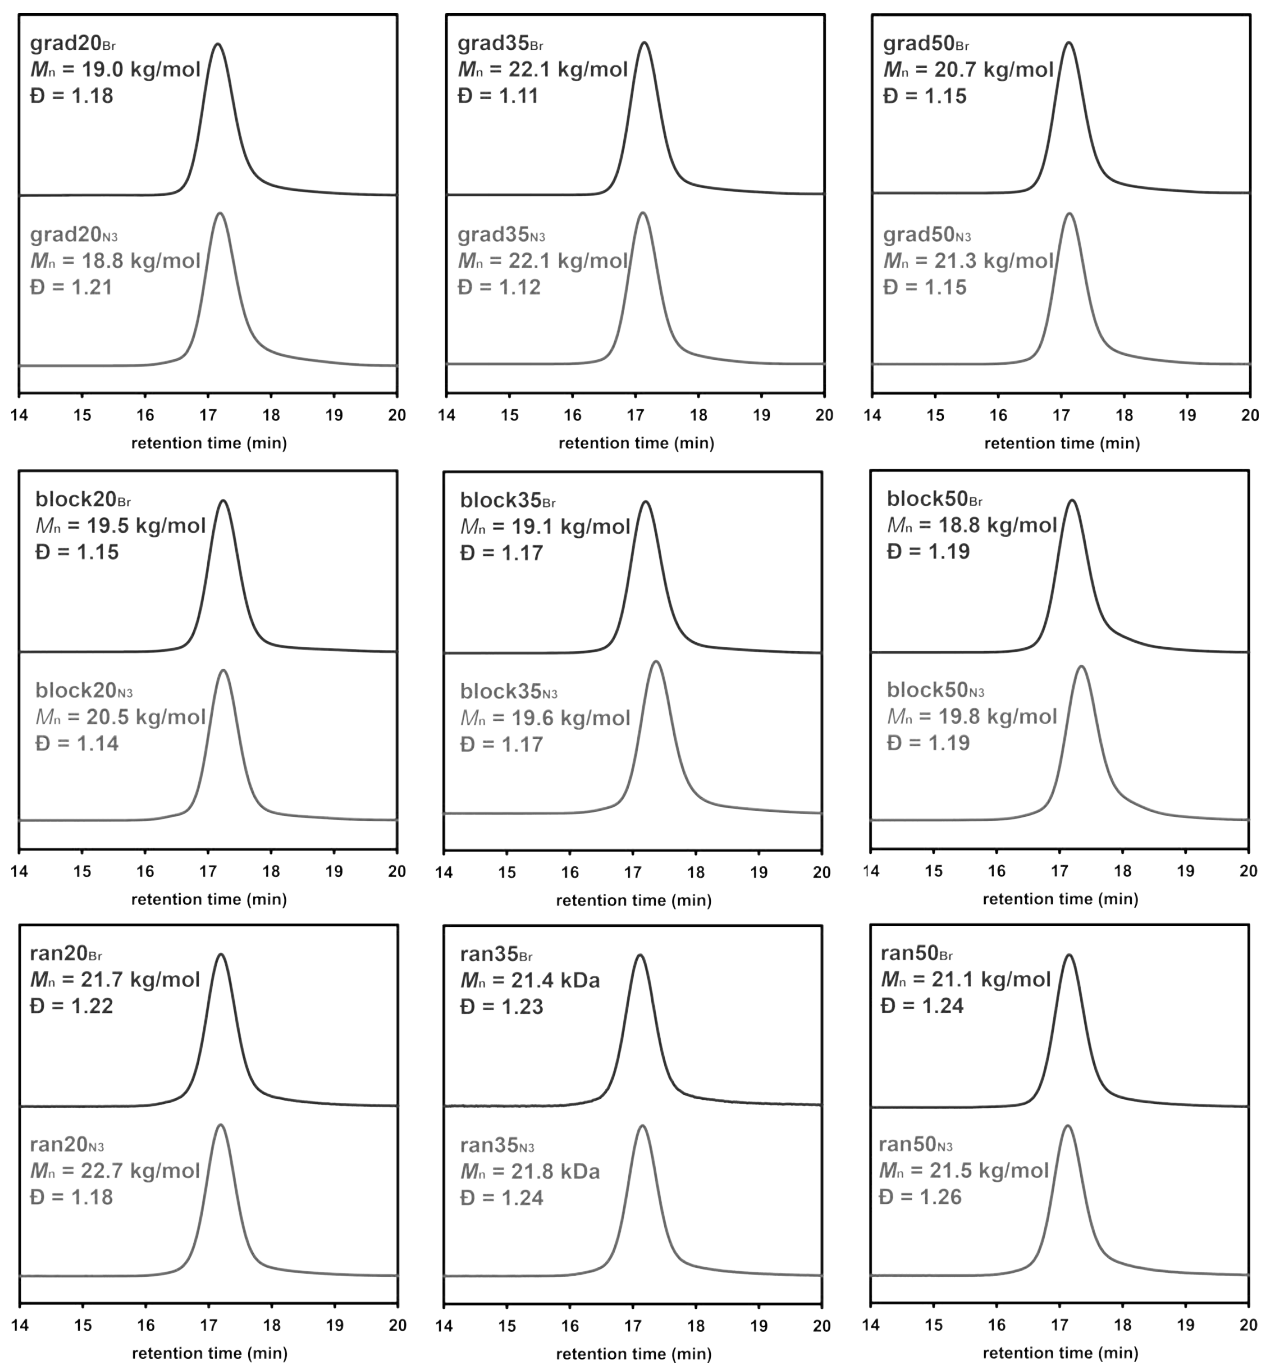 grad20Br
Mn = 19.0 kg/mol
Đ = 1.18
grad20N3
Mn = 18.8 kg/mol
Đ = 1.21
14 15 16 17 18 19 20
retention time (min)
grad35Br
Mn = 22.1 kg/mol
Đ = 1.11
grad35N3
Mn = 22.1 kg/mol
Đ = 1.12
14 15 16 17 18 19 20
retention time (min)
grad50Br
Mn = 20.7 kg/mol
Đ = 1.15
grad50N3
Mn = 21.3 kg/mol
Đ = 1.15
14 15 16 17 18 19 20
retention time (min)
block20Br
Mn = 19.5 kg/mol
Đ = 1.15
block20N3
Mn = 20.5 kg/mol
Đ = 1.14
14 15 16 17 18 19 20
retention time (min)
block35Br
Mn = 19.1 kg/mol
Đ = 1.17
block35N3
Mn = 19.6 kg/mol
Đ = 1.17
14 15 16 17 18 19 20
retention time (min)
block50Br
Mn = 18.8 kg/mol
Đ = 1.19
block50N3
Mn = 19.8 kg/mol
Đ = 1.19
14 15 16 17 18 19 20
retention time (min)
ran20Br
Mn = 21.7 kg/mol
Đ = 1.22
ran20N3
Mn = 22.7 kg/mol
Đ = 1.18
14 15 16 17 18 19 20
retention time (min)
ran35Br
Mn = 21.4 kDa
Đ = 1.23
ran35N3
Mn = 21.8 kDa
Đ = 1.24
14 15 16 17 18 19 20
retention time (min)
ran50Br
Mn = 21.1 kg/mol
Đ = 1.24
ran50N3
Mn = 21.5 kg/mol
Đ = 1.26
14 15 16 17 18 19 20
retention time (min)